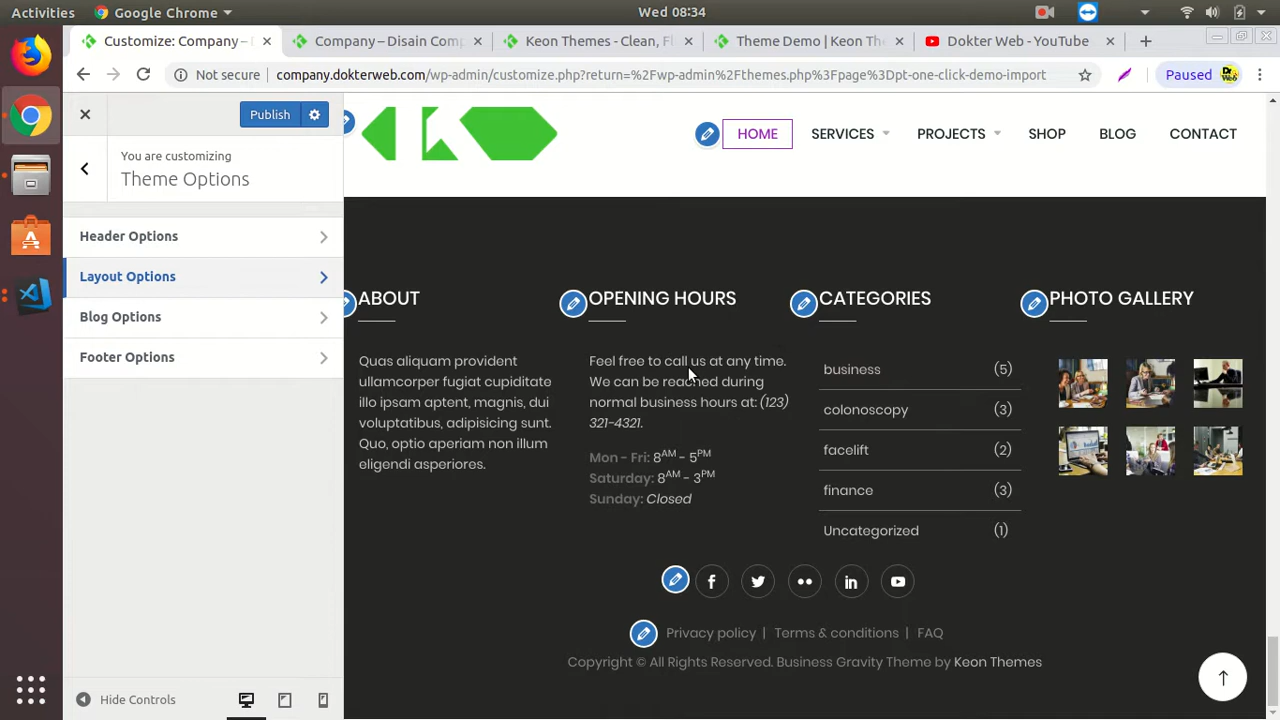 Activities
Google Chrome
Wed 08:34
Customize: Company – D
Company – Disain Comp
Keon Themes - Clean, Fl
Theme Demo | Keon The
Dokter Web - YouTube
Not secure
company.dokterweb.com/wp-admin/customize.php?return=%2Fwp-admin%2Fthemes.php%3Fpage%3Dpt-one-click-demo-import
Paused
Publish
HOME
SERVICES
PROJECTS
SHOP
BLOG
CONTACT
You are customizing
Theme Options
Header Options
Layout Options
Blog Options
Footer Options
ABOUT
Quas aliquam provident
ullamcorper fugiat cupiditate
illo ipsam aptent, magnis, dui
voluptatibus, adipisicing sunt.
Quo, optio aperiam non illum
eligendi asperiores.
OPENING HOURS
Feel free to call us at any time.
We can be reached during
normal business hours at: (123)
321-4321.
Mon - Fri: 8AM - 5PM
Saturday: 8AM - 3PM
Sunday: Closed
CATEGORIES
business (5)
colonoscopy (3)
facelift (2)
finance (3)
Uncategorized (1)
PHOTO GALLERY
Privacy policy | Terms & conditions | FAQ
Copyright © All Rights Reserved. Business Gravity Theme by Keon Themes
Hide Controls